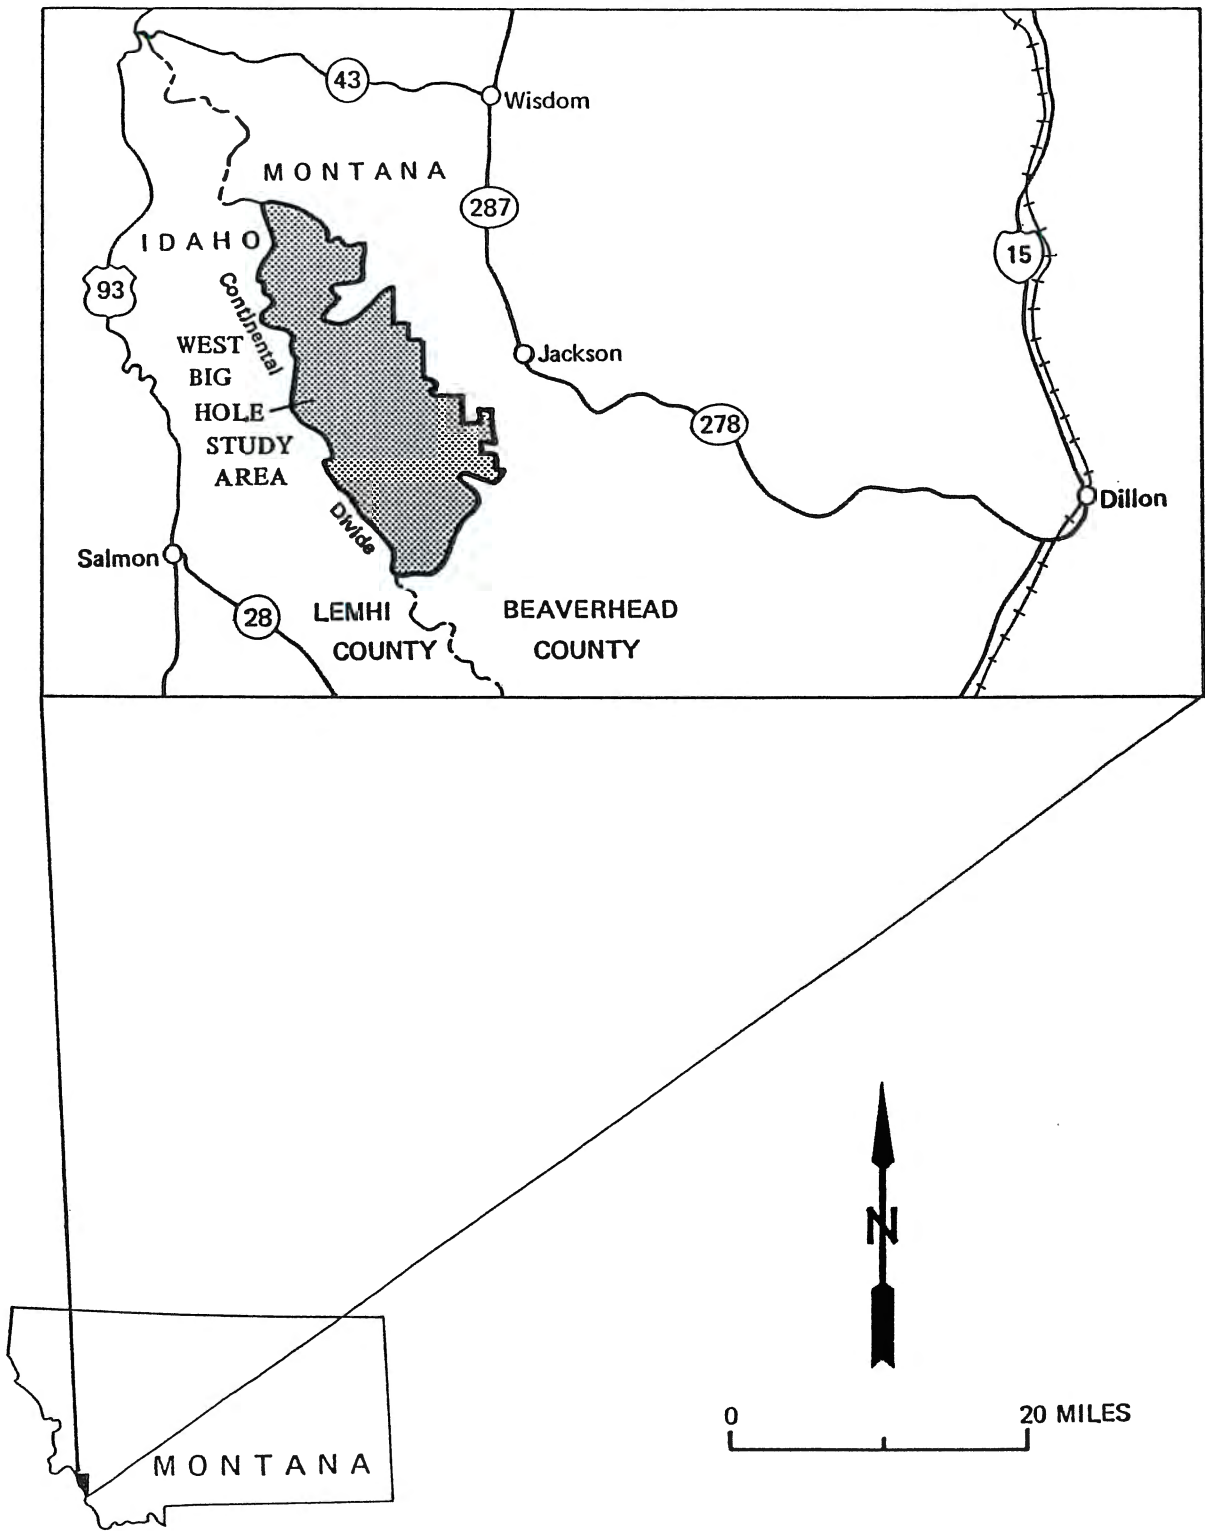 43
Wisdom
MONTANA
287
IDAHO
15
93
Continental
WEST
BIG
HOLE
STUDY
AREA
Jackson
278
Dillon
Divide
Salmon
28
LEMHI
COUNTY
BEAVERHEAD
COUNTY
N
0
20 MILES
MONTANA